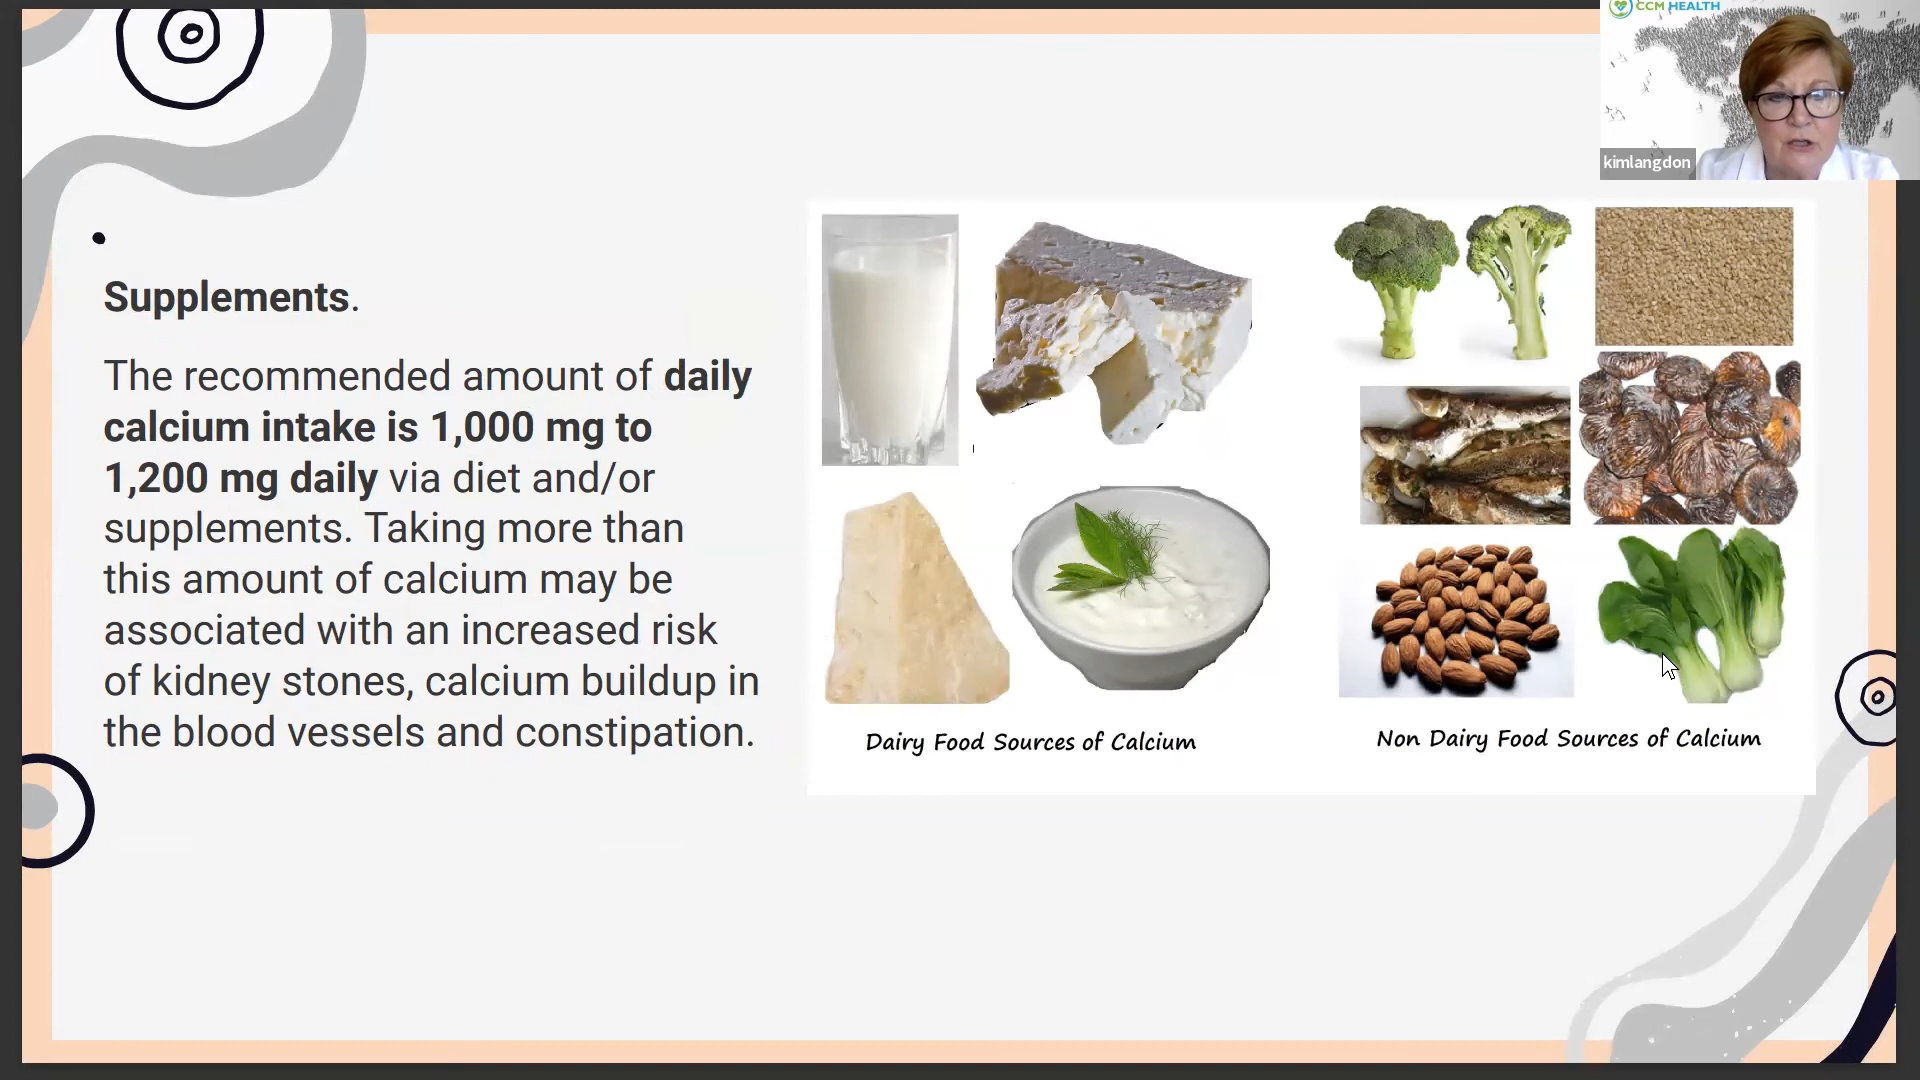 CCM HEALTH
kimlangdon
Supplements.
The recommended amount of daily
calcium intake is 1,000 mg to
1,200 mg daily via diet and/or
supplements. Taking more than
this amount of calcium may be
associated with an increased risk
of kidney stones, calcium buildup in
the blood vessels and constipation.
Dairy Food Sources of Calcium
Non Dairy Food Sources of Calcium